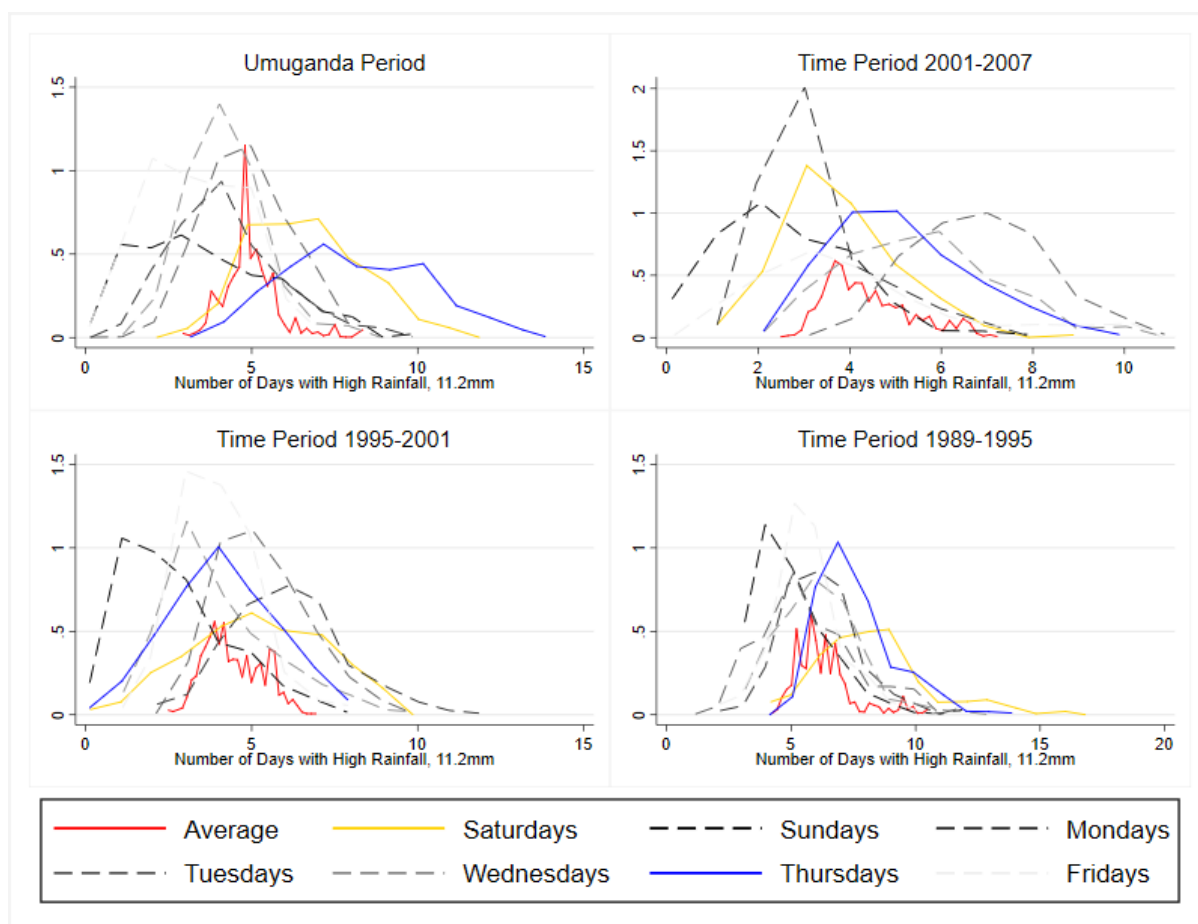 Umuganda Period
1.5
1
.5
0
0 5 10 15
Number of Days with High Rainfall, 11.2mm
Time Period 2001-2007
2
1.5
1
.5
0
0 2 4 6 8 10
Number of Days with High Rainfall, 11.2mm
Time Period 1995-2001
1.5
1
.5
0
0 5 10 15
Number of Days with High Rainfall, 11.2mm
Time Period 1989-1995
1.5
1
.5
0
0 5 10 15 20
Number of Days with High Rainfall, 11.2mm
Average Saturdays Sundays Mondays
Tuesdays Wednesdays Thursdays Fridays